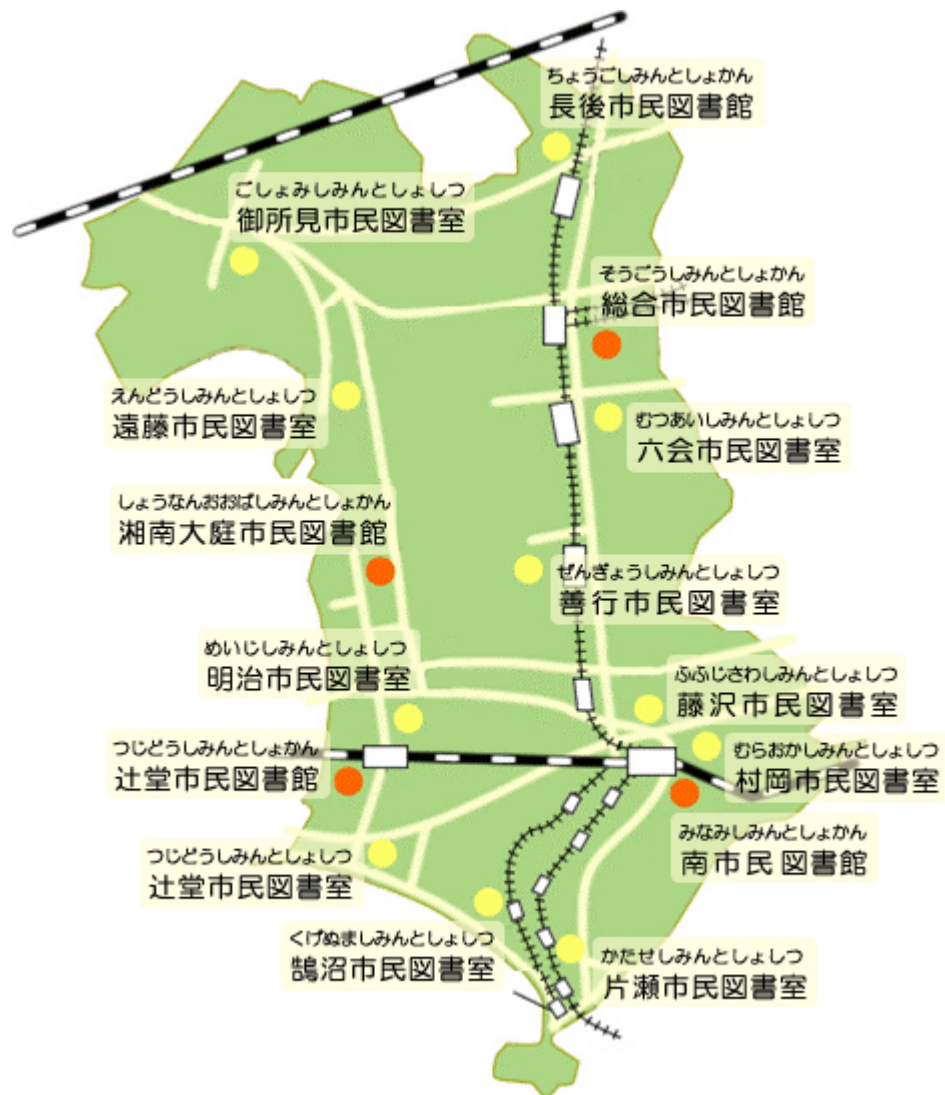 ちょうごしみんとしょかん
長後市民図書館
ごしょみしみんとしょしつ
御所見市民図書室
そうごうしみんとしょかん
総合市民図書館
えんどうしみんとしょしつ
遠藤市民図書室
むつあいしみんとしょしつ
六会市民図書室
しょうなんおおばしみんとしょかん
湘南大庭市民図書館
ぜんぎょうしみんとしょしつ
善行市民図書室
めいじしみんとしょしつ
明治市民図書室
ふふじさわしみんとしょしつ
藤沢市民図書室
つじどうしみんとしょかん
辻堂市民図書館
むらおかしみんとしょしつ
村岡市民図書室
みなみしみんとしょかん
南市民図書館
つじどうしみんとしょしつ
辻堂市民図書室
くげぬましみんとしょしつ
鵠沼市民図書室
かたせしみんとしょしつ
片瀬市民図書室